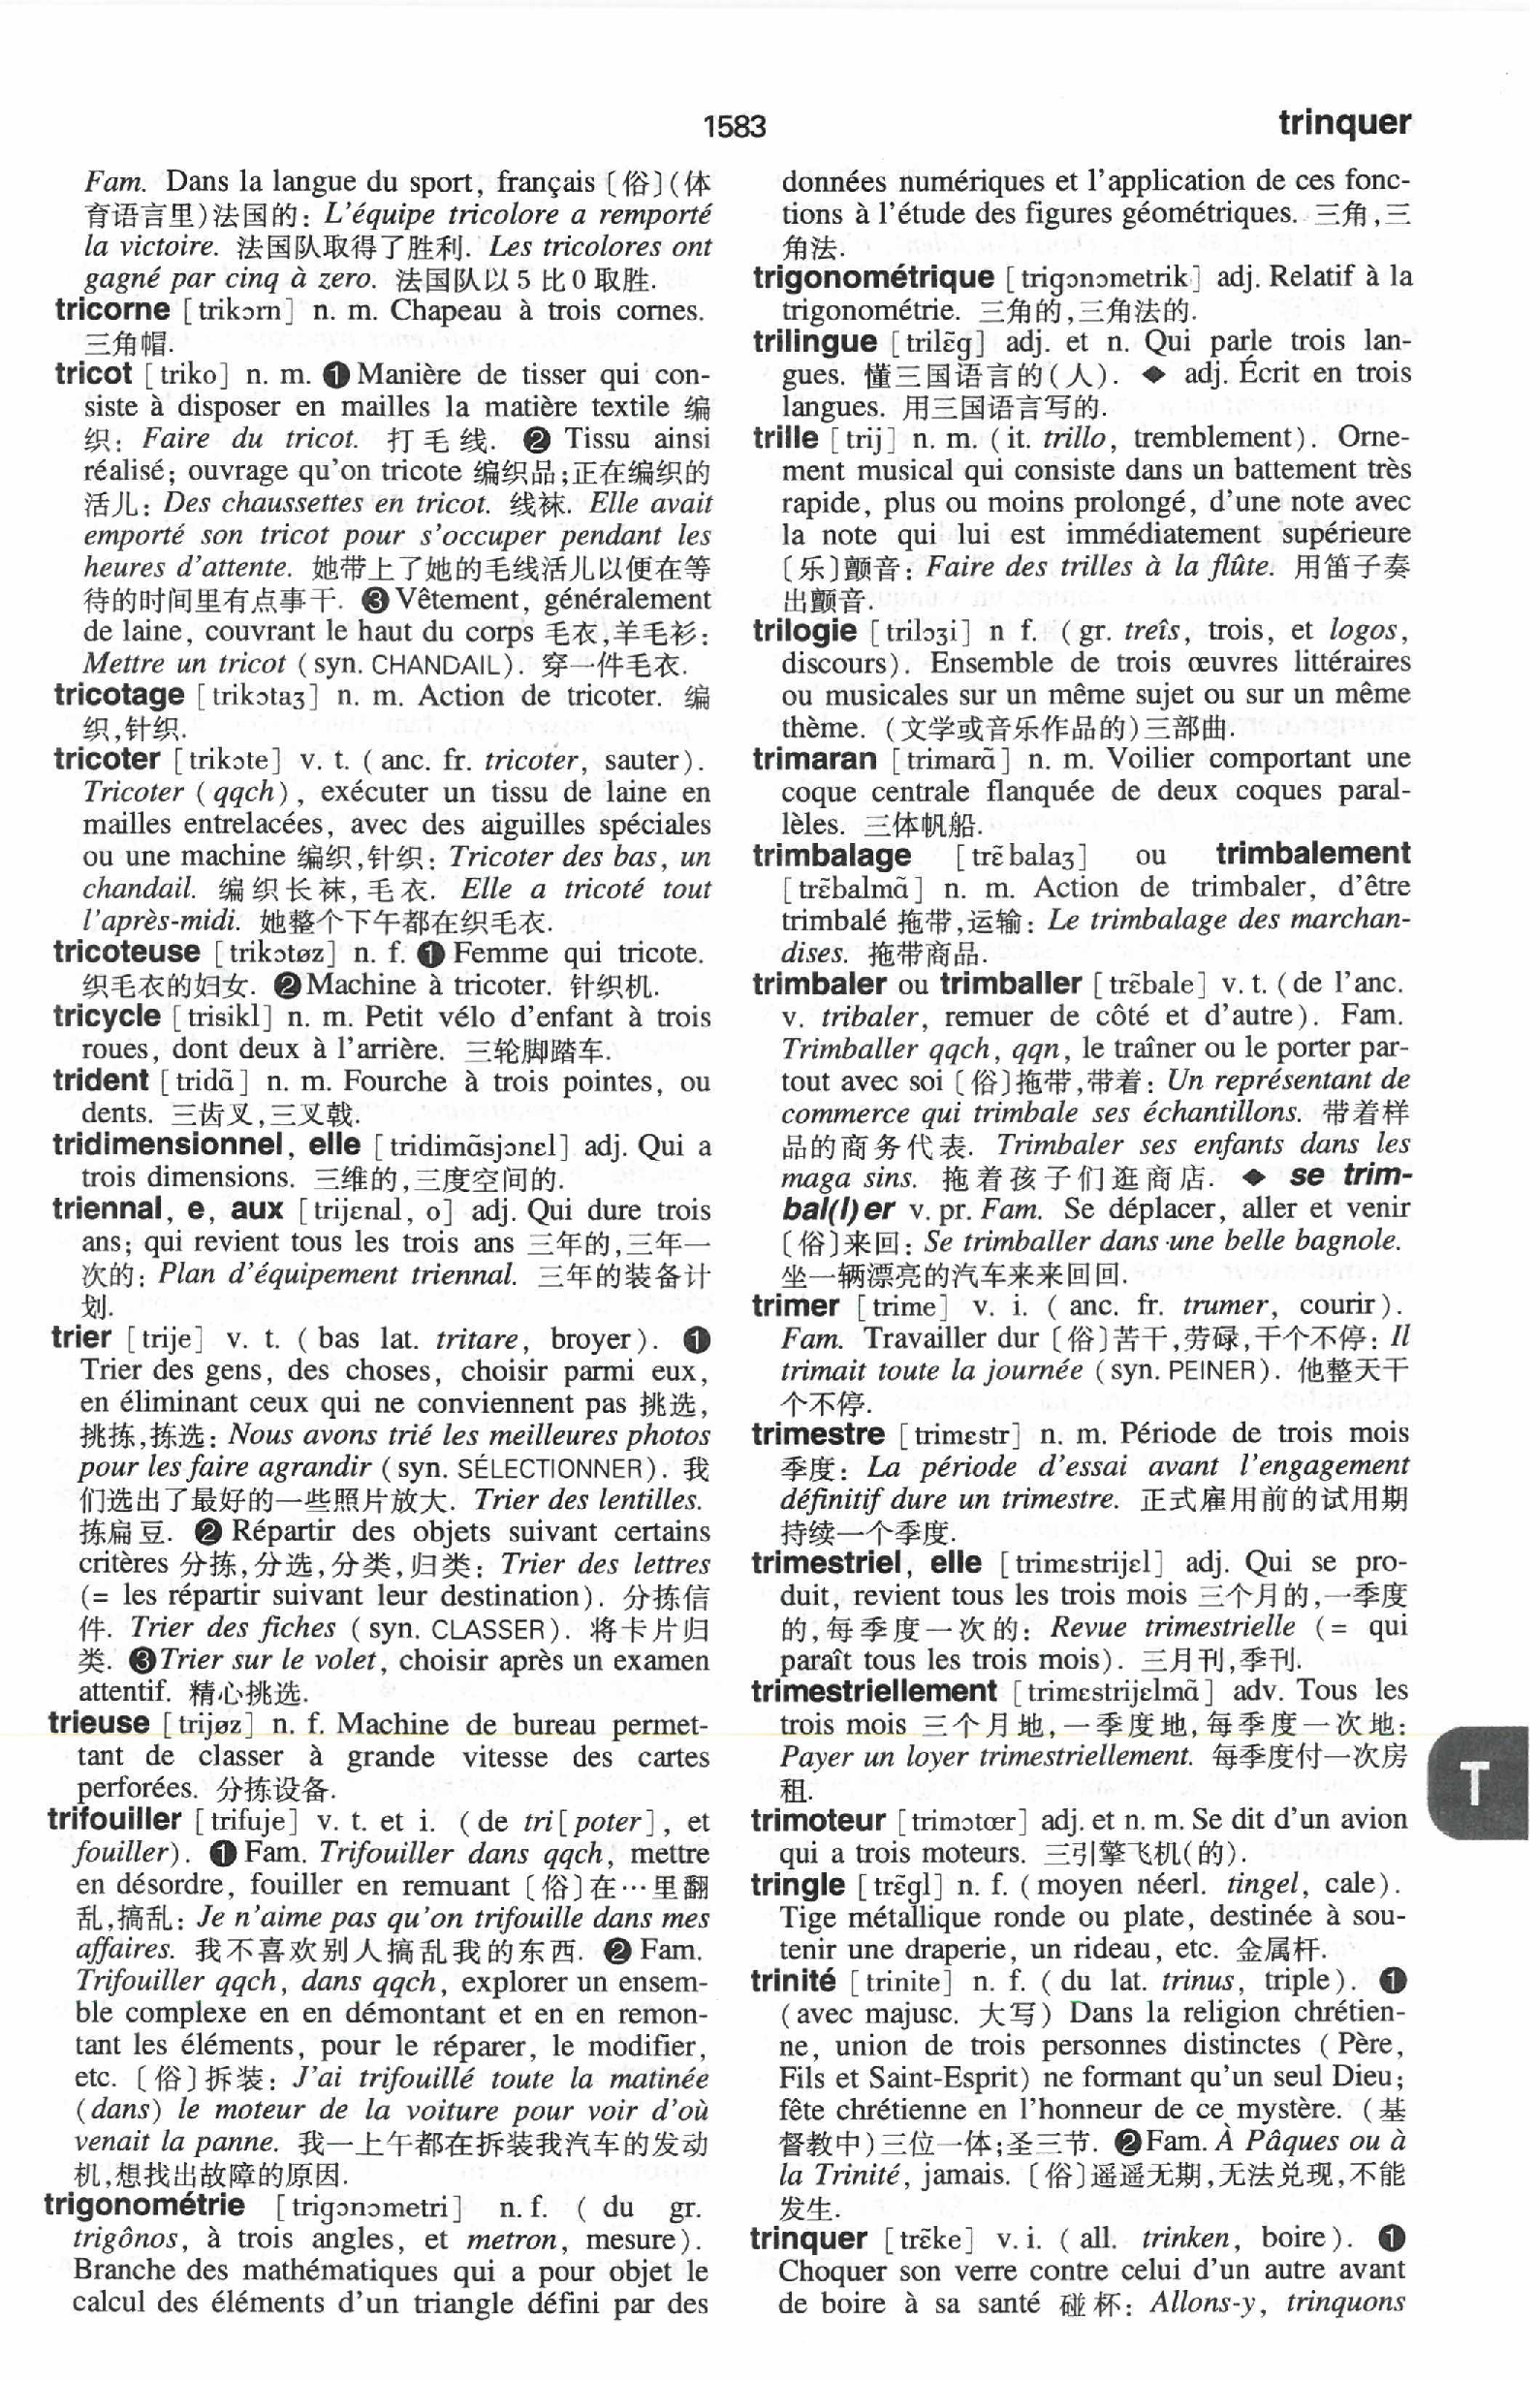 1583
trinquer
Fam. Dans la langue du sport, français〔俗〕(体
育语言里)法国的: L'équipe tricolore a remporté
la victoire. 法国队取得了胜利. Les tricolores ont
gagné par cinq à zero. 法国队以 5 比 0 取胜.
tricorne [trikɔrn] n. m. Chapeau à trois cornes.
三角帽.
tricot [triko] n. m. ❶ Manière de tisser qui con-
siste à disposer en mailles la matière textile 编
织: Faire du tricot. 打毛线. ❷ Tissu ainsi
réalisé; ouvrage qu'on tricote 编织品;正在编织的
活儿: Des chaussettes en tricot. 线袜. Elle avait
emporté son tricot pour s'occuper pendant les
heures d'attente. 她带上了她的毛线活儿以便在等
待的时间里有点事干. ❸ Vêtement, généralement
de laine, couvrant le haut du corps 毛衣,羊毛衫:
Mettre un tricot (syn. CHANDAIL). 穿一件毛衣.
tricotage [trikɔtaʒ] n. m. Action de tricoter. 编
织,针织.
tricoter [trikɔte] v. t. (anc. fr. tricoter, sauter).
Tricoter (qqch), exécuter un tissu de laine en
mailles entrelacées, avec des aiguilles spéciales
ou une machine 编织,针织: Tricoter des bas, un
chandail. 编织长袜,毛衣. Elle a tricoté tout
l'après-midi. 她整个下午都在织毛衣.
tricoteuse [trikɔtøz] n. f. ❶ Femme qui tricote.
织毛衣的妇女. ❷ Machine à tricoter. 针织机.
tricycle [trisikl] n. m. Petit vélo d'enfant à trois
roues, dont deux à l'arrière. 三轮脚踏车.
trident [tridɑ̃] n. m. Fourche à trois pointes, ou
dents. 三齿叉,三叉戟.
tridimensionnel, elle [tridimɑ̃sjɔnɛl] adj. Qui a
trois dimensions. 三维的,三度空间的.
triennal, e, aux [trijɛnal, o] adj. Qui dure trois
ans; qui revient tous les trois ans 三年的,三年一
次的: Plan d'équipement triennal. 三年的装备计
划.
trier [trije] v. t. (bas lat. tritare, broyer). ❶
Trier des gens, des choses, choisir parmi eux,
en éliminant ceux qui ne conviennent pas 挑选,
挑拣,拣选: Nous avons trié les meilleures photos
pour les faire agrandir (syn. SÉLECTIONNER). 我
们选出了最好的一些照片放大. Trier des lentilles.
拣扁豆. ❷ Répartir des objets suivant certains
critères 分拣,分选,分类,归类: Trier des lettres
(= les répartir suivant leur destination). 分拣信
件. Trier des fiches (syn. CLASSER). 将卡片归
类. ❸ Trier sur le volet, choisir après un examen
attentif. 精心挑选.
trieuse [trijøz] n. f. Machine de bureau permet-
tant de classer à grande vitesse des cartes
perforées. 分拣设备.
trifouiller [trifuje] v. t. et i. (de tri[poter], et
fouiller). ❶ Fam. Trifouiller dans qqch, mettre
en désordre, fouiller en remuant〔俗〕在…里翻
乱,搞乱: Je n'aime pas qu'on trifouille dans mes
affaires. 我不喜欢别人搞乱我的东西. ❷ Fam.
Trifouiller qqch, dans qqch, explorer un ensem-
ble complexe en en démontant et en en remon-
tant les éléments, pour le réparer, le modifier,
etc.〔俗〕拆装: J'ai trifouillé toute la matinée
(dans) le moteur de la voiture pour voir d'où
venait la panne. 我一上午都在拆装我汽车的发动
机,想找出故障的原因.
trigonométrie [trigɔnɔmetri] n. f. (du gr.
trigônos, à trois angles, et metron, mesure).
Branche des mathématiques qui a pour objet le
calcul des éléments d'un triangle défini par des
données numériques et l'application de ces fonc-
tions à l'étude des figures géométriques. 三角,三
角法.
trigonométrique [trigɔnɔmetrik] adj. Relatif à la
trigonométrie. 三角的,三角法的.
trilingue [trilɛ̃g] adj. et n. Qui parle trois lan-
gues. 懂三国语言的(人). ◆ adj. Écrit en trois
langues. 用三国语言写的.
trille [trij] n. m. (it. trillo, tremblement). Orne-
ment musical qui consiste dans un battement très
rapide, plus ou moins prolongé, d'une note avec
la note qui lui est immédiatement supérieure
〔乐〕颤音: Faire des trilles à la flûte. 用笛子奏
出颤音.
trilogie [trilɔʒi] n f. (gr. treîs, trois, et logos,
discours). Ensemble de trois œuvres littéraires
ou musicales sur un même sujet ou sur un même
thème. (文学或音乐作品的)三部曲.
trimaran [trimarɑ̃] n. m. Voilier comportant une
coque centrale flanquée de deux coques paral-
lèles. 三体帆船.
trimbalage [trɛ̃balaʒ] ou trimbalement
[trɛ̃balmɑ̃] n. m. Action de trimbaler, d'être
trimbalé 拖带,运输: Le trimbalage des marchan-
dises. 拖带商品.
trimbaler ou trimballer [trɛ̃bale] v. t. (de l'anc.
v. tribaler, remuer de côté et d'autre). Fam.
Trimballer qqch, qqn, le traîner ou le porter par-
tout avec soi〔俗〕拖带,带着: Un représentant de
commerce qui trimbale ses échantillons. 带着样
品的商务代表. Trimbaler ses enfants dans les
maga sins. 拖着孩子们逛商店. ◆ se trim-
bal(l)er v. pr. Fam. Se déplacer, aller et venir
〔俗〕来回: Se trimballer dans une belle bagnole.
坐一辆漂亮的汽车来来回回.
trimer [trime] v. i. (anc. fr. trumer, courir).
Fam. Travailler dur〔俗〕苦干,劳碌,干个不停: Il
trimait toute la journée (syn. PEINER). 他整天干
个不停.
trimestre [trimɛstr] n. m. Période de trois mois
季度: La période d'essai avant l'engagement
définitif dure un trimestre. 正式雇用前的试用期
持续一个季度.
trimestriel, elle [trimɛstrijɛl] adj. Qui se pro-
duit, revient tous les trois mois 三个月的,一季度
的,每季度一次的: Revue trimestrielle (= qui
paraît tous les trois mois). 三月刊,季刊.
trimestriellement [trimɛstrijɛlmɑ̃] adv. Tous les
trois mois 三个月地,一季度地,每季度一次地:
Payer un loyer trimestriellement. 每季度付一次房
租.
trimoteur [trimɔtœr] adj. et n. m. Se dit d'un avion
qui a trois moteurs. 三引擎飞机(的).
tringle [trɛ̃gl] n. f. (moyen néerl. tingel, cale).
Tige métallique ronde ou plate, destinée à sou-
tenir une draperie, un rideau, etc. 金属杆.
trinité [trinite] n. f. (du lat. trinus, triple). ❶
(avec majusc. 大写) Dans la religion chrétien-
ne, union de trois personnes distinctes (Père,
Fils et Saint-Esprit) ne formant qu'un seul Dieu;
fête chrétienne en l'honneur de ce mystère. (基
督教中)三位一体;圣三节. ❷ Fam. À Pâques ou à
la Trinité, jamais.〔俗〕遥遥无期,无法兑现,不能
发生.
trinquer [trɛ̃ke] v. i. (all. trinken, boire). ❶
Choquer son verre contre celui d'un autre avant
de boire à sa santé 碰杯: Allons-y, trinquons
T